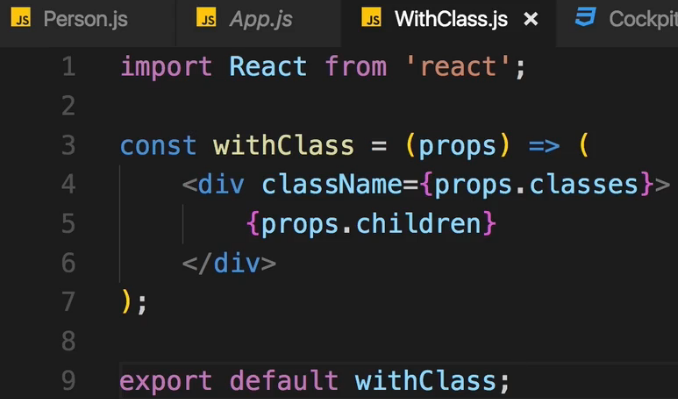 JS Person.js JS App.js JS WithClass.js × Cockpit
1 import React from 'react';
2
3 const withClass = (props) => (
4 <div className={props.classes}>
5 {props.children}
6 </div>
7 );
8
9 export default withClass;